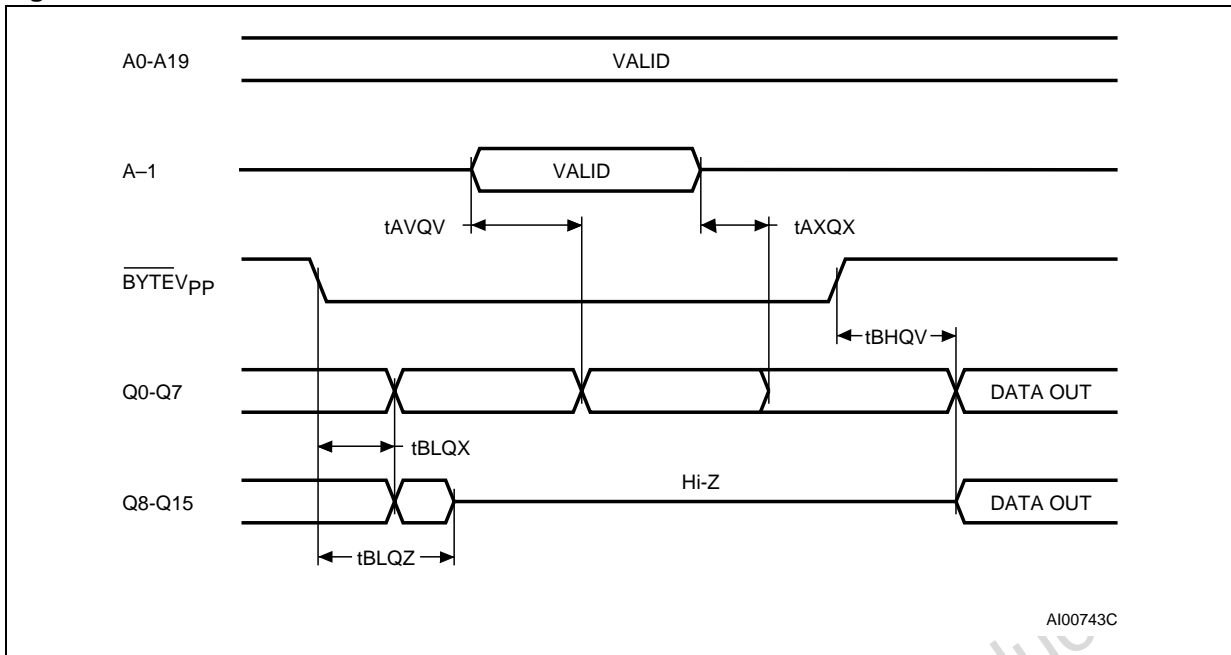 A0-A19 VALID
A–1 VALID
tAVQV tAXQX
BYTEVPP
tBHQV
Q0-Q7 DATA OUT
tBLQX
Hi-Z
Q8-Q15 DATA OUT
tBLQZ
AI00743C